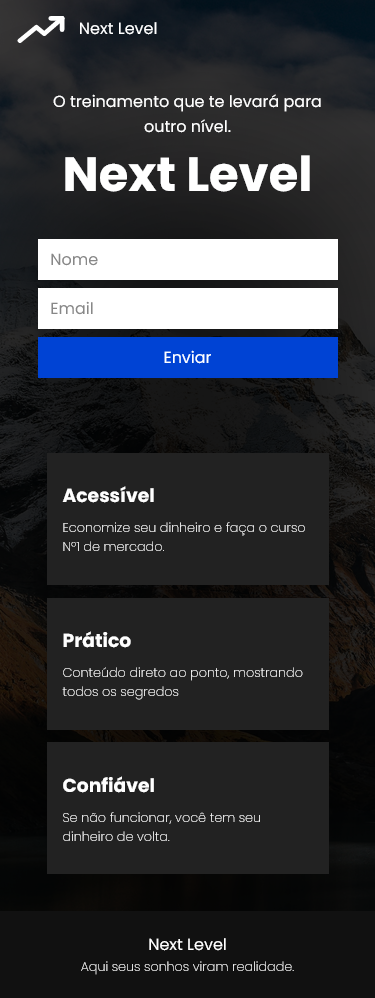 Next Level
O treinamento que te levará para
outro nível.
Next Level
Nome
Email
Enviar
Acessível
Economize seu dinheiro e faça o curso
Nº1 de mercado.
Prático
Conteúdo direto ao ponto, mostrando
todos os segredos
Confiável
Se não funcionar, você tem seu
dinheiro de volta.
Next Level
Aqui seus sonhos viram realidade.